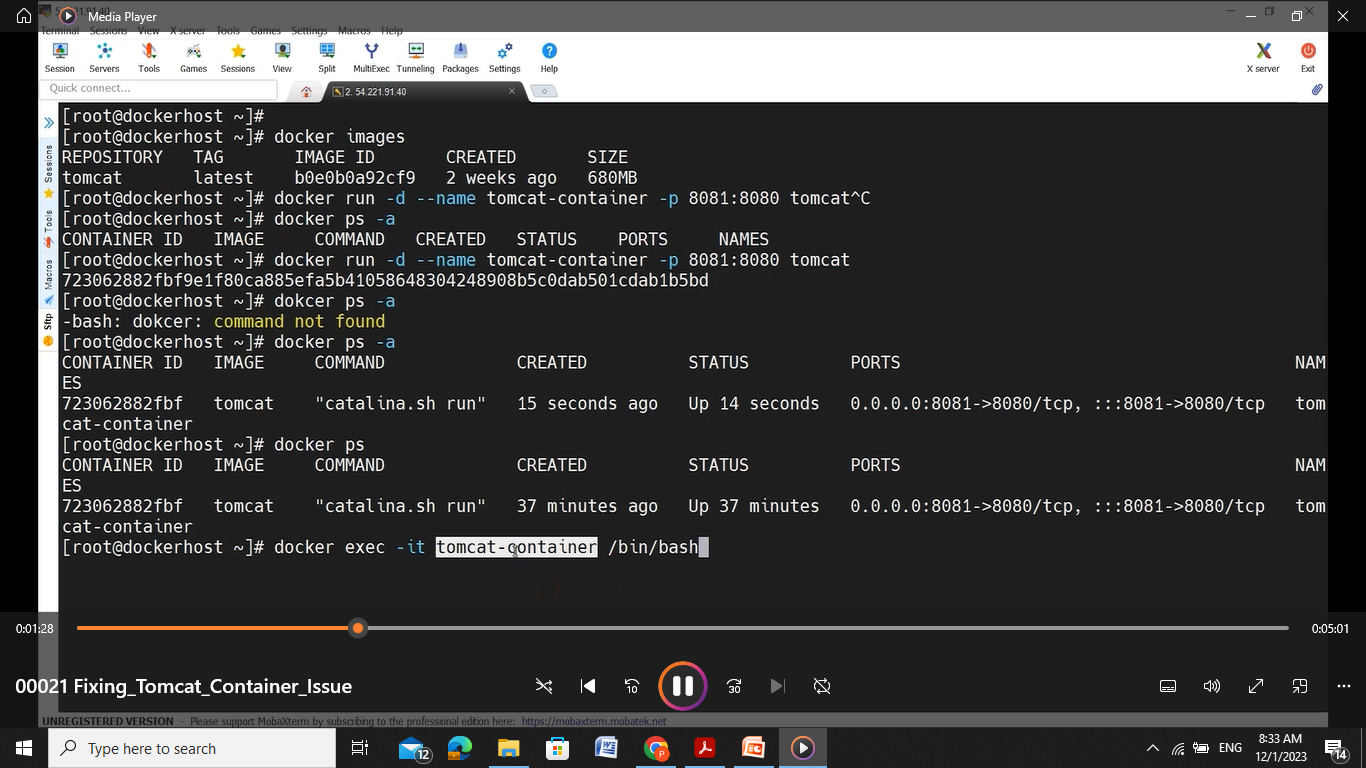 Media Player
54.221.91.40
Terminal Sessions View X server Tools Games Settings Macros Help
Session Servers Tools Games Sessions View Split MultiExec Tunneling Packages Settings Help X server Exit
Quick connect...
2. 54.221.91.40
Sessions
Tools
Macros
Sftp
[root@dockerhost ~]#
[root@dockerhost ~]# docker images
REPOSITORY TAG IMAGE ID CREATED SIZE
tomcat latest b0e0b0a92cf9 2 weeks ago 680MB
[root@dockerhost ~]# docker run -d --name tomcat-container -p 8081:8080 tomcat^C
[root@dockerhost ~]# docker ps -a
CONTAINER ID IMAGE COMMAND CREATED STATUS PORTS NAMES
[root@dockerhost ~]# docker run -d --name tomcat-container -p 8081:8080 tomcat
723062882fbf9e1f80ca885efa5b41058648304248908b5c0dab501cdab1b5bd
[root@dockerhost ~]# dokcer ps -a
-bash: dokcer: command not found
[root@dockerhost ~]# docker ps -a
CONTAINER ID IMAGE COMMAND CREATED STATUS PORTS NAM
ES
723062882fbf tomcat "catalina.sh run" 15 seconds ago Up 14 seconds 0.0.0.0:8081->8080/tcp, :::8081->8080/tcp tom
cat-container
[root@dockerhost ~]# docker ps
CONTAINER ID IMAGE COMMAND CREATED STATUS PORTS NAM
ES
723062882fbf tomcat "catalina.sh run" 37 minutes ago Up 37 minutes 0.0.0.0:8081->8080/tcp, :::8081->8080/tcp tom
cat-container
[root@dockerhost ~]# docker exec -it tomcat-container /bin/bash
0:01:28 0:05:01
00021 Fixing_Tomcat_Container_Issue
10 30
UNREGISTERED VERSION - Please support MobaXterm by subscribing to the professional edition here: https://mobaxterm.mobatek.net
Type here to search
12
P
ENG
8:33 AM
12/1/2023
14